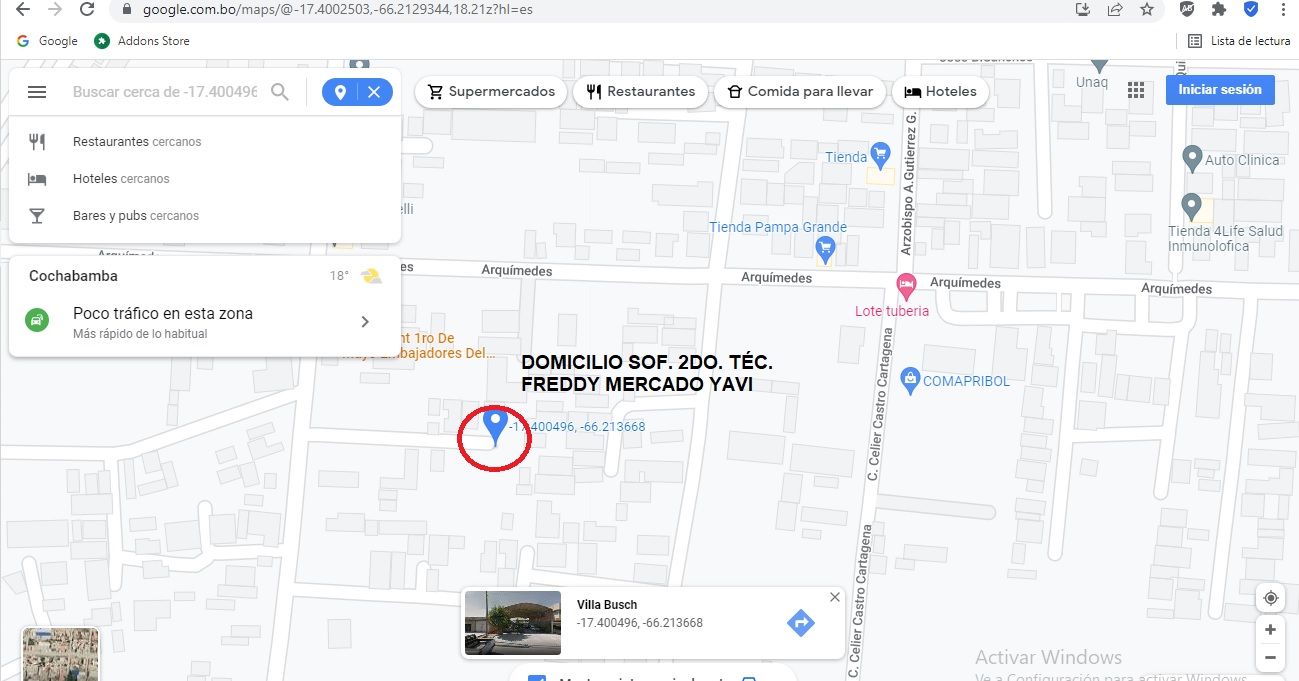 google.com.bo/maps/@-17.4002503,-66.2129344,18.21z?hl=es
Google
Addons Store
Lista de lectura
Buscar cerca de -17.400496
Supermercados
Restaurantes
Comida para llevar
Hoteles
Unaq
Iniciar sesión
Restaurantes cercanos
Hoteles cercanos
Bares y pubs cercanos
Tienda
Arzobispo A.Gutierrez G.
Auto Clinica
Tienda 4Life Salud
Inmunolofica
Tienda Pampa Grande
Arquímedes
Arquímedes
Arquímedes
Arquímedes
Cochabamba
18°
Poco tráfico en esta zona
Más rápido de lo habitual
Lote tuberia
1ro De
Embajadores Del...
DOMICILIO SOF. 2DO. TÉC.
FREDDY MERCADO YAVI
COMAPRIBOL
C. Celier Castro Cartagena
-17.400496, -66.213668
C. Celier Castro Cartagena
Villa Busch
-17.400496, -66.213668
Activar Windows
Ve a Configuración para activar Windows.